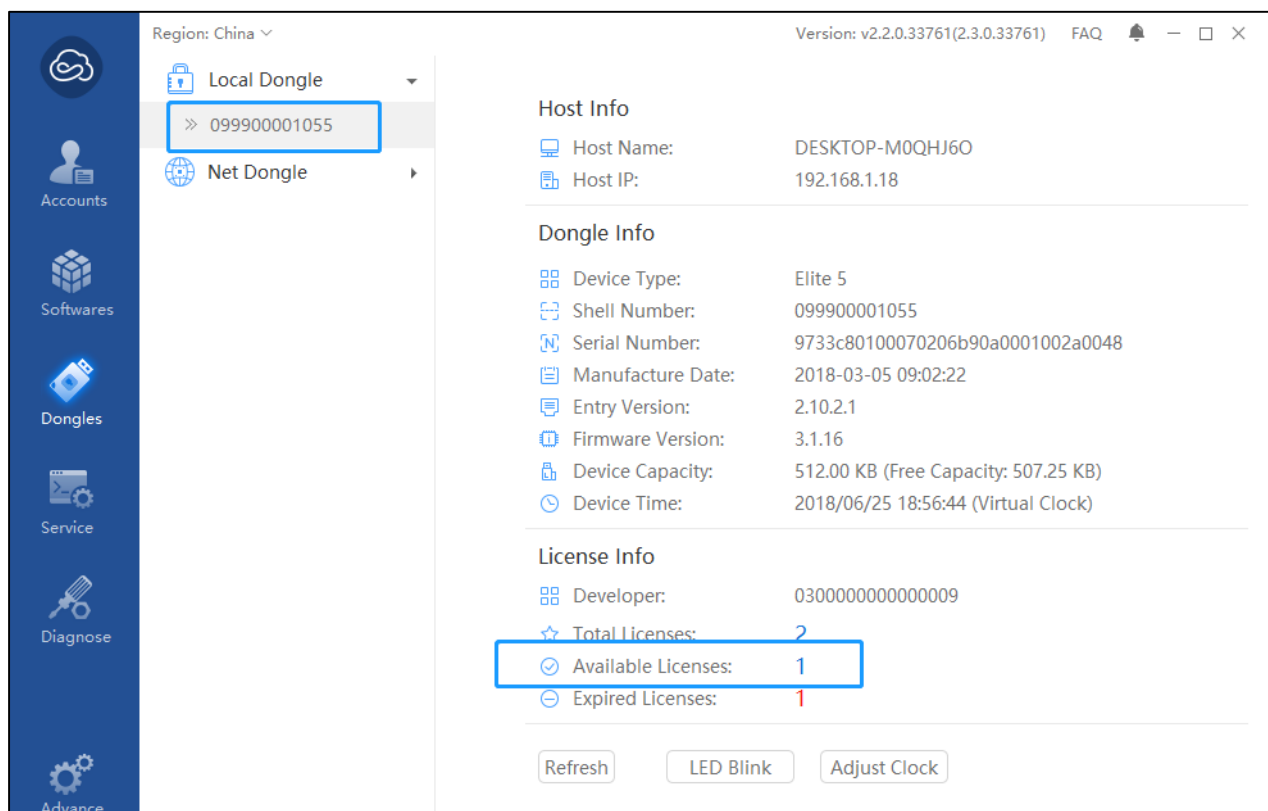 Region: China
Version: v2.2.0.33761(2.3.0.33761) FAQ
Local Dongle
099900001055
Net Dongle
Accounts
Softwares
Dongles
Service
Diagnose
Advance
Host Info
Host Name: DESKTOP-M0QHJ6O
Host IP: 192.168.1.18
Dongle Info
Device Type: Elite 5
Shell Number: 099900001055
Serial Number: 9733c80100070206b90a0001002a0048
Manufacture Date: 2018-03-05 09:02:22
Entry Version: 2.10.2.1
Firmware Version: 3.1.16
Device Capacity: 512.00 KB (Free Capacity: 507.25 KB)
Device Time: 2018/06/25 18:56:44 (Virtual Clock)
License Info
Developer: 0300000000000009
Total Licenses: 2
Available Licenses: 1
Expired Licenses: 1
Refresh LED Blink Adjust Clock